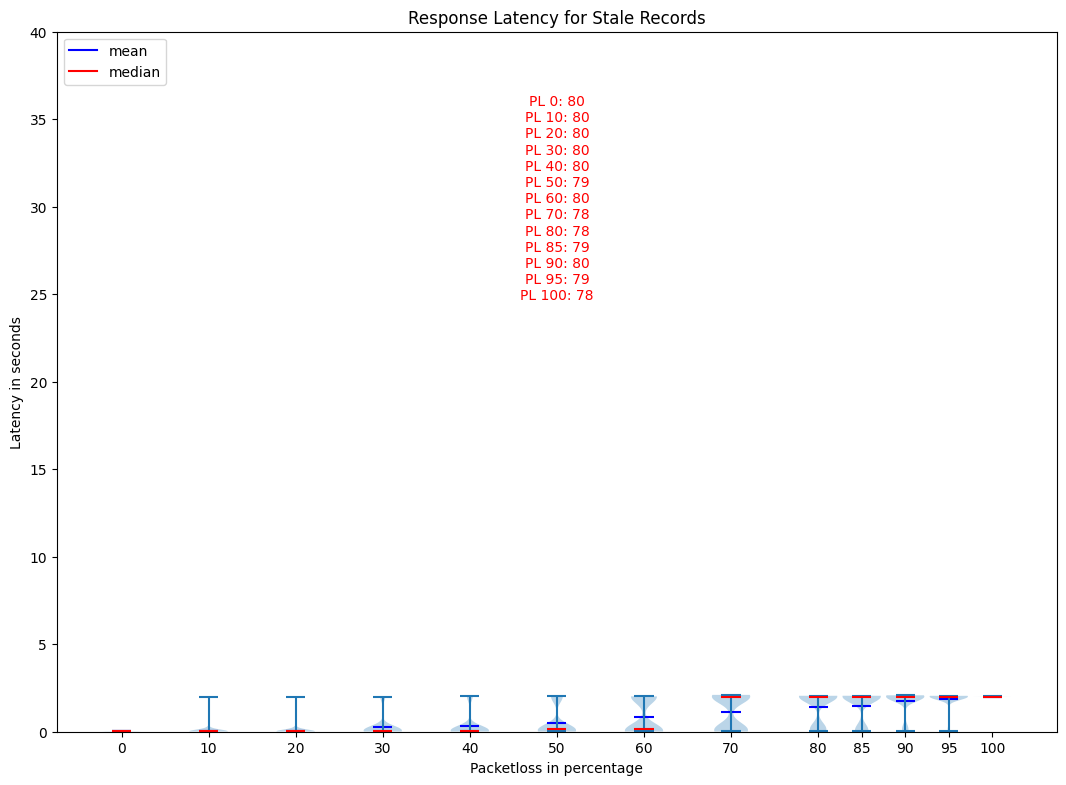 Response Latency for Stale Records
mean
median
PL 0: 80
PL 10: 80
PL 20: 80
PL 30: 80
PL 40: 80
PL 50: 79
PL 60: 80
PL 70: 78
PL 80: 78
PL 85: 79
PL 90: 80
PL 95: 79
PL 100: 78
Latency in seconds
40
35
30
25
20
15
10
5
0
0 10 20 30 40 50 60 70 80 85 90 95 100
Packetloss in percentage